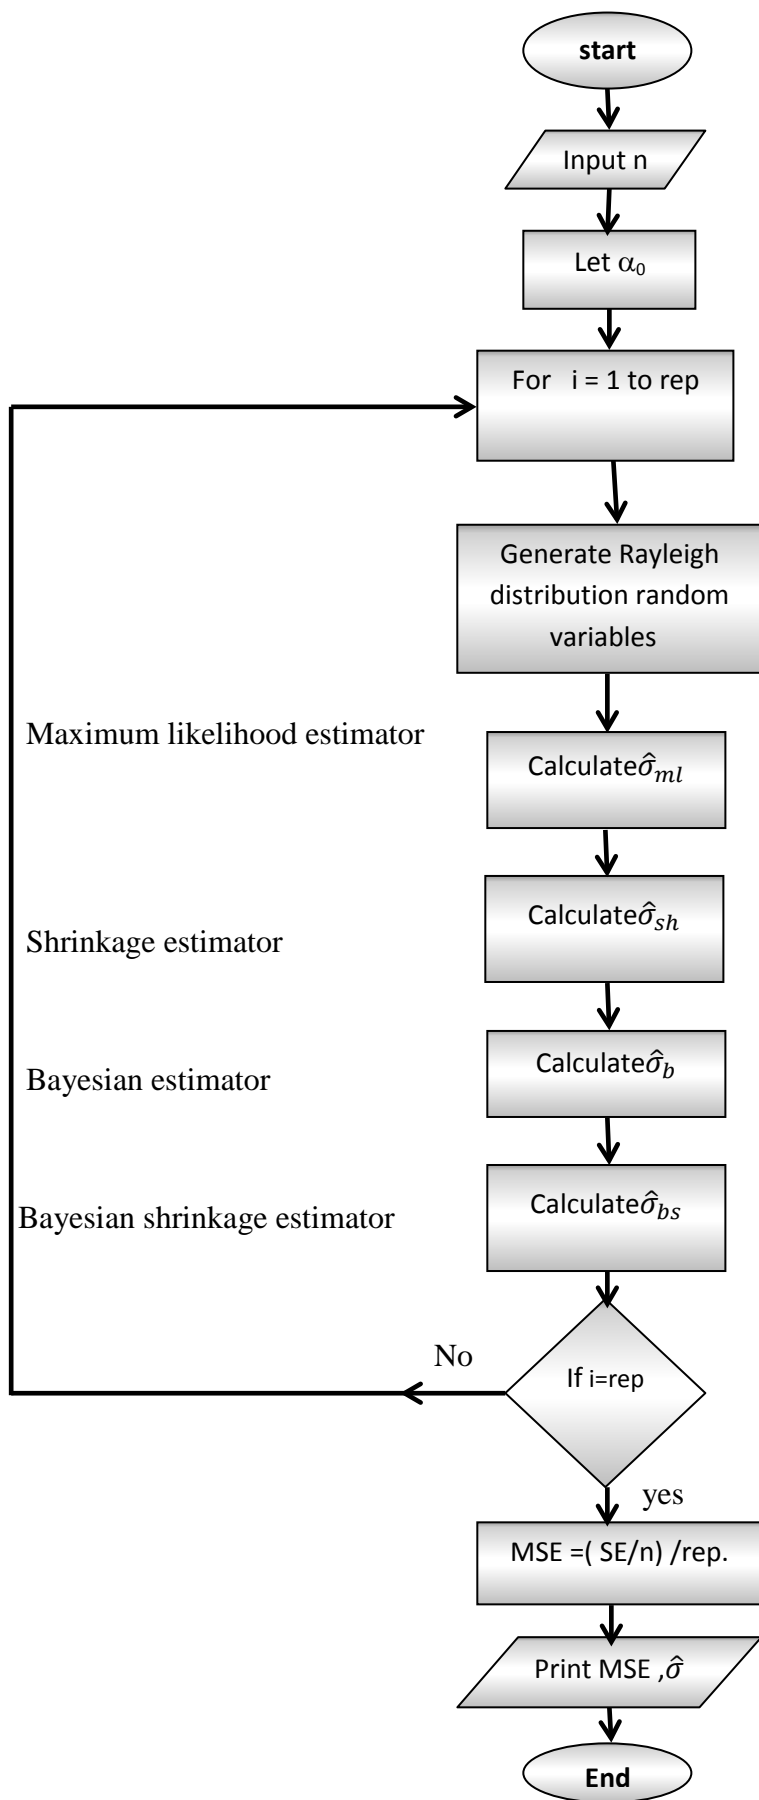 start
Input n
Let α₀
For i = 1 to rep
Generate Rayleigh
distribution random
variables
Maximum likelihood estimator
Calculate σ̂ₘₗ
Shrinkage estimator
Calculate σ̂ₛₕ
Bayesian estimator
Calculate σ̂_b
Bayesian shrinkage estimator
Calculate σ̂_bs
No
If i=rep
yes
MSE =( SE/n) /rep.
Print MSE ,σ̂
End